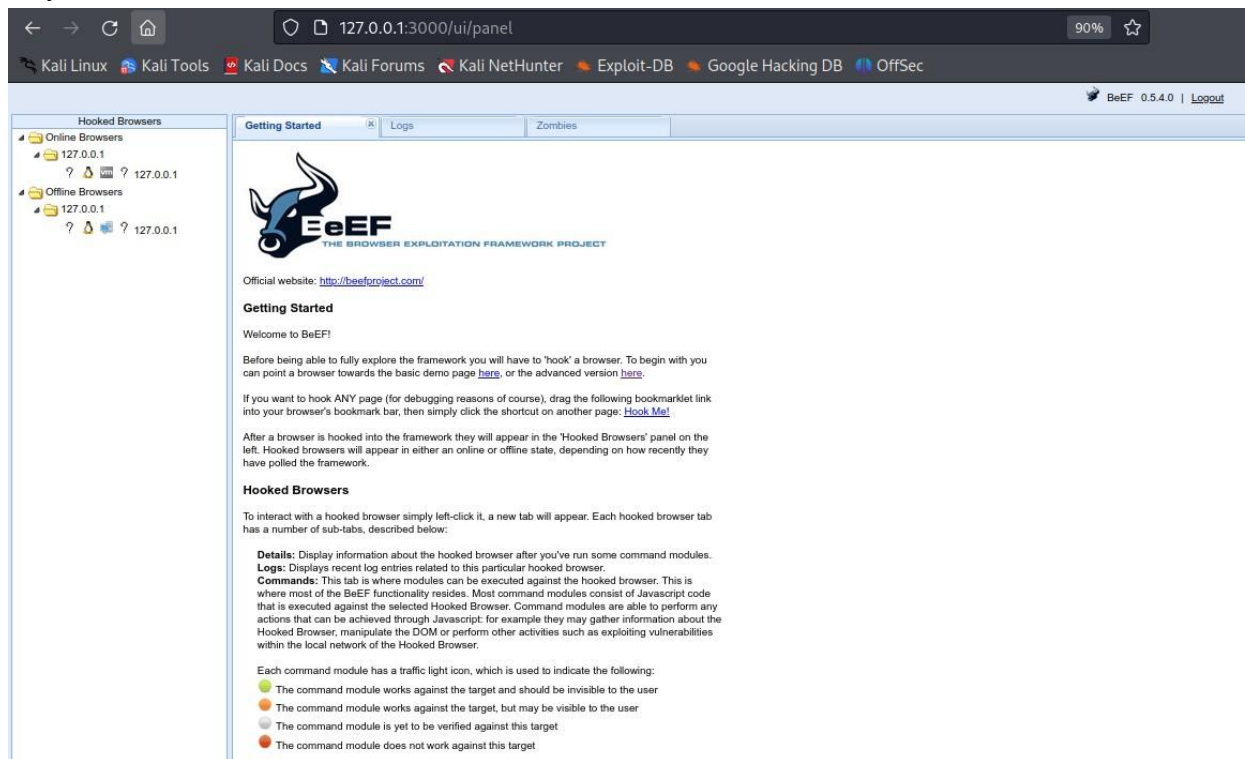 127.0.0.1:3000/ui/panel
90%
Kali Linux Kali Tools Kali Docs Kali Forums Kali NetHunter Exploit-DB Google Hacking DB OffSec
BeEF 0.5.4.0 | Logout
Hooked Browsers
Getting Started Logs Zombies
Online Browsers
127.0.0.1
? vm ? 127.0.0.1
Offline Browsers
127.0.0.1
? ? 127.0.0.1
BeEF
THE BROWSER EXPLOITATION FRAMEWORK PROJECT
Official website: http://beefproject.com/
Getting Started
Welcome to BeEF!
Before being able to fully explore the framework you will have to 'hook' a browser. To begin with you
can point a browser towards the basic demo page here, or the advanced version here.
If you want to hook ANY page (for debugging reasons of course), drag the following bookmarklet link
into your browser's bookmark bar, then simply click the shortcut on another page: Hook Me!
After a browser is hooked into the framework they will appear in the 'Hooked Browsers' panel on the
left. Hooked browsers will appear in either an online or offline state, depending on how recently they
have polled the framework.
Hooked Browsers
To interact with a hooked browser simply left-click it, a new tab will appear. Each hooked browser tab
has a number of sub-tabs, described below:
Details: Display information about the hooked browser after you've run some command modules.
Logs: Displays recent log entries related to this particular hooked browser.
Commands: This tab is where modules can be executed against the hooked browser. This is
where most of the BeEF functionality resides. Most command modules consist of Javascript code
that is executed against the selected Hooked Browser. Command modules are able to perform any
actions that can be achieved through Javascript: for example they may gather information about the
Hooked Browser, manipulate the DOM or perform other activities such as exploiting vulnerabilities
within the local network of the Hooked Browser.
Each command module has a traffic light icon, which is used to indicate the following:
The command module works against the target and should be invisible to the user
The command module works against the target, but may be visible to the user
The command module is yet to be verified against this target
The command module does not work against this target